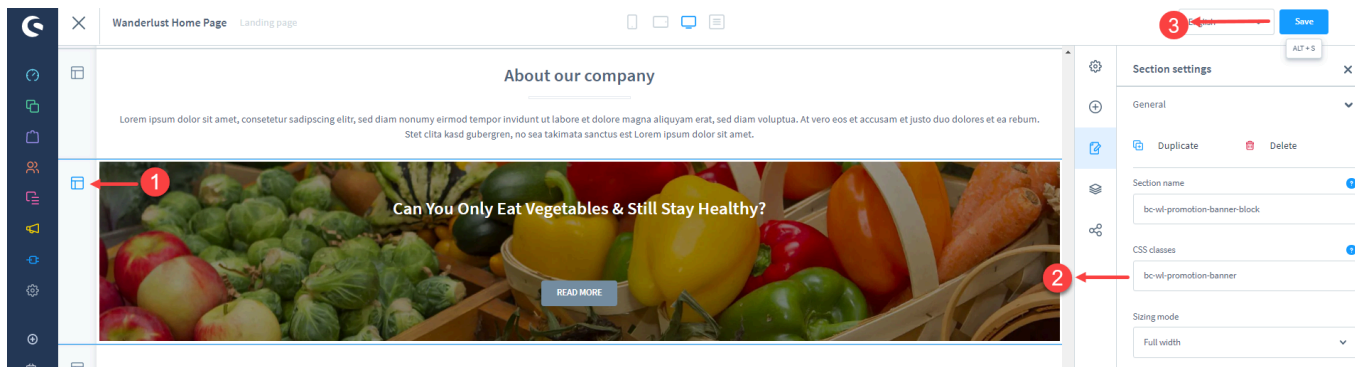 Wanderlust Home Page Landing page
3
English
Save
ALT + S
About our company
Lorem ipsum dolor sit amet, consetetur sadipscing elitr, sed diam nonumy eirmod tempor invidunt ut labore et dolore magna aliquyam erat, sed diam voluptua. At vero eos et accusam et justo duo dolores et ea rebum.
Stet clita kasd gubergren, no sea takimata sanctus est Lorem ipsum dolor sit amet.
1
Can You Only Eat Vegetables & Still Stay Healthy?
READ MORE
2
Section settings
General
Duplicate Delete
Section name
?
bc-wl-promotion-banner-block
CSS classes
?
bc-wl-promotion-banner
Sizing mode
Full width